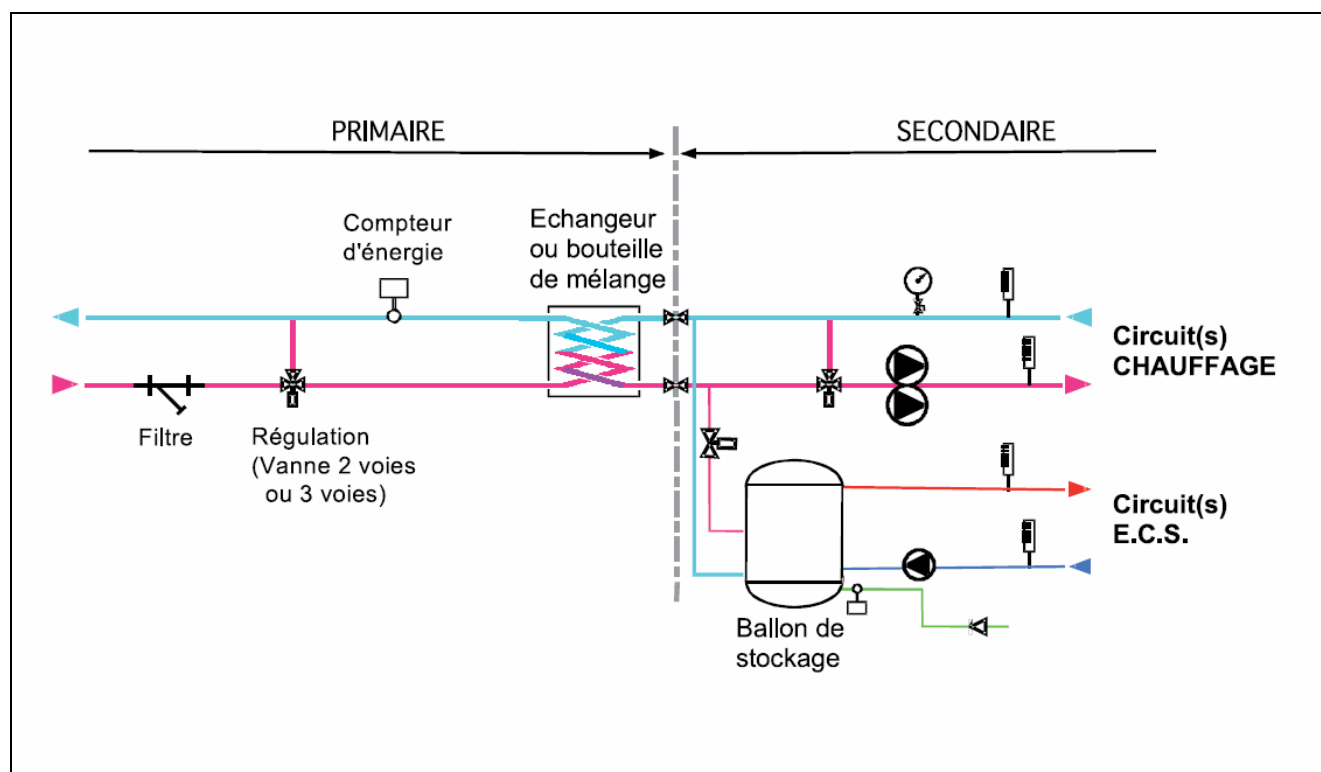 PRIMAIRE
SECONDAIRE
Compteur
d'énergie
Echangeur
ou bouteille
de mélange
Circuit(s)
CHAUFFAGE
Filtre
Régulation
(Vanne 2 voies
ou 3 voies)
Circuit(s)
E.C.S.
Ballon de
stockage